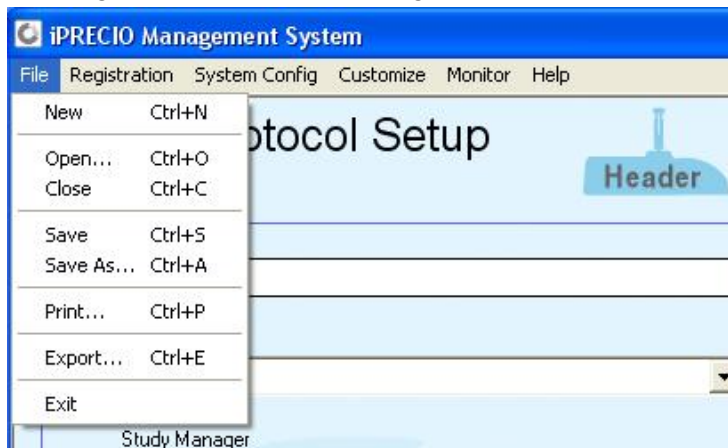 iPRECIO Management System
File Registration System Config Customize Monitor Help
New Ctrl+N
Open... Ctrl+O
Close Ctrl+C
Save Ctrl+S
Save As... Ctrl+A
Print... Ctrl+P
Export... Ctrl+E
Exit
otocol Setup
Header
Study Manager